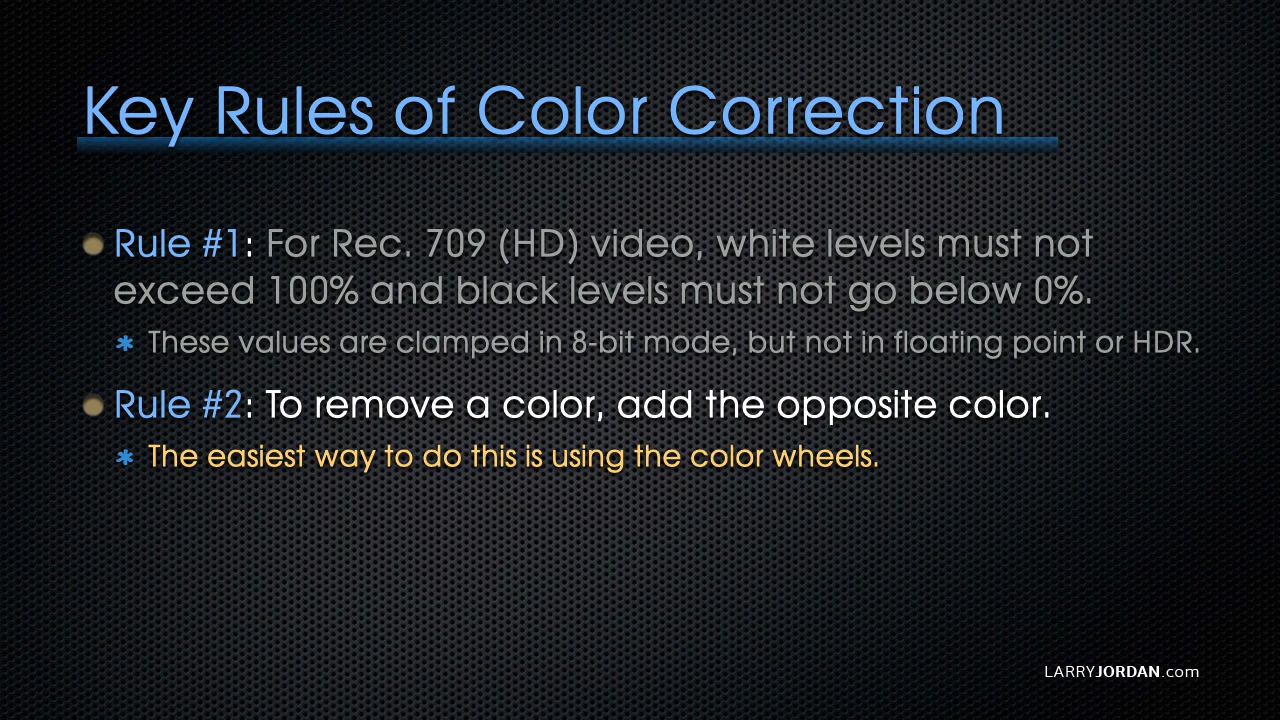 Key Rules of Color Correction
Rule #1: For Rec. 709 (HD) video, white levels must not
exceed 100% and black levels must not go below 0%.
✱ These values are clamped in 8-bit mode, but not in floating point or HDR.
Rule #2: To remove a color, add the opposite color.
✱ The easiest way to do this is using the color wheels.
LARRYJORDAN.com